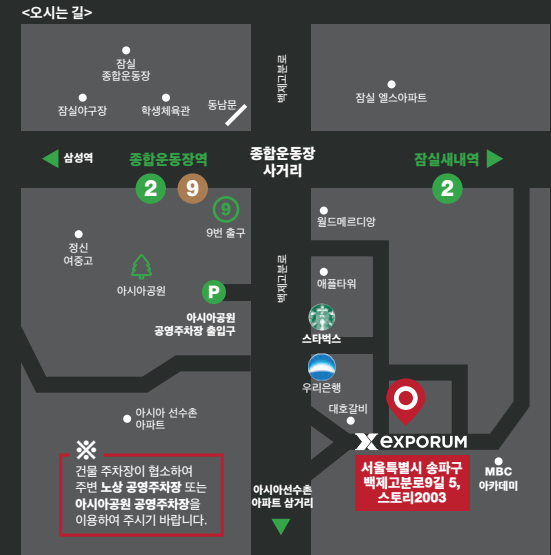 <오시는 길>
잠실
종합운동장
잠실야구장
학생체육관
동남문
백제고분로
잠실 엘스아파트
삼성역
종합운동장역
종합운동장
사거리
잠실새내역
2
9
2
9
9번 출구
월드메르디앙
정신
여중고
아시아공원
P
아시아공원
공영주차장 출입구
백제고분로
애플타워
스타벅스
우리은행
대호갈비
아시아 선수촌
아파트
EXPORUM
※
건물 주차장이 협소하여
주변 노상 공영주차장 또는
아시아공원 공영주차장을
이용하여 주시기 바랍니다.
아시아선수촌
아파트 삼거리
서울특별시 송파구
백제고분로9길 5,
스토리2003
MBC
아카데미